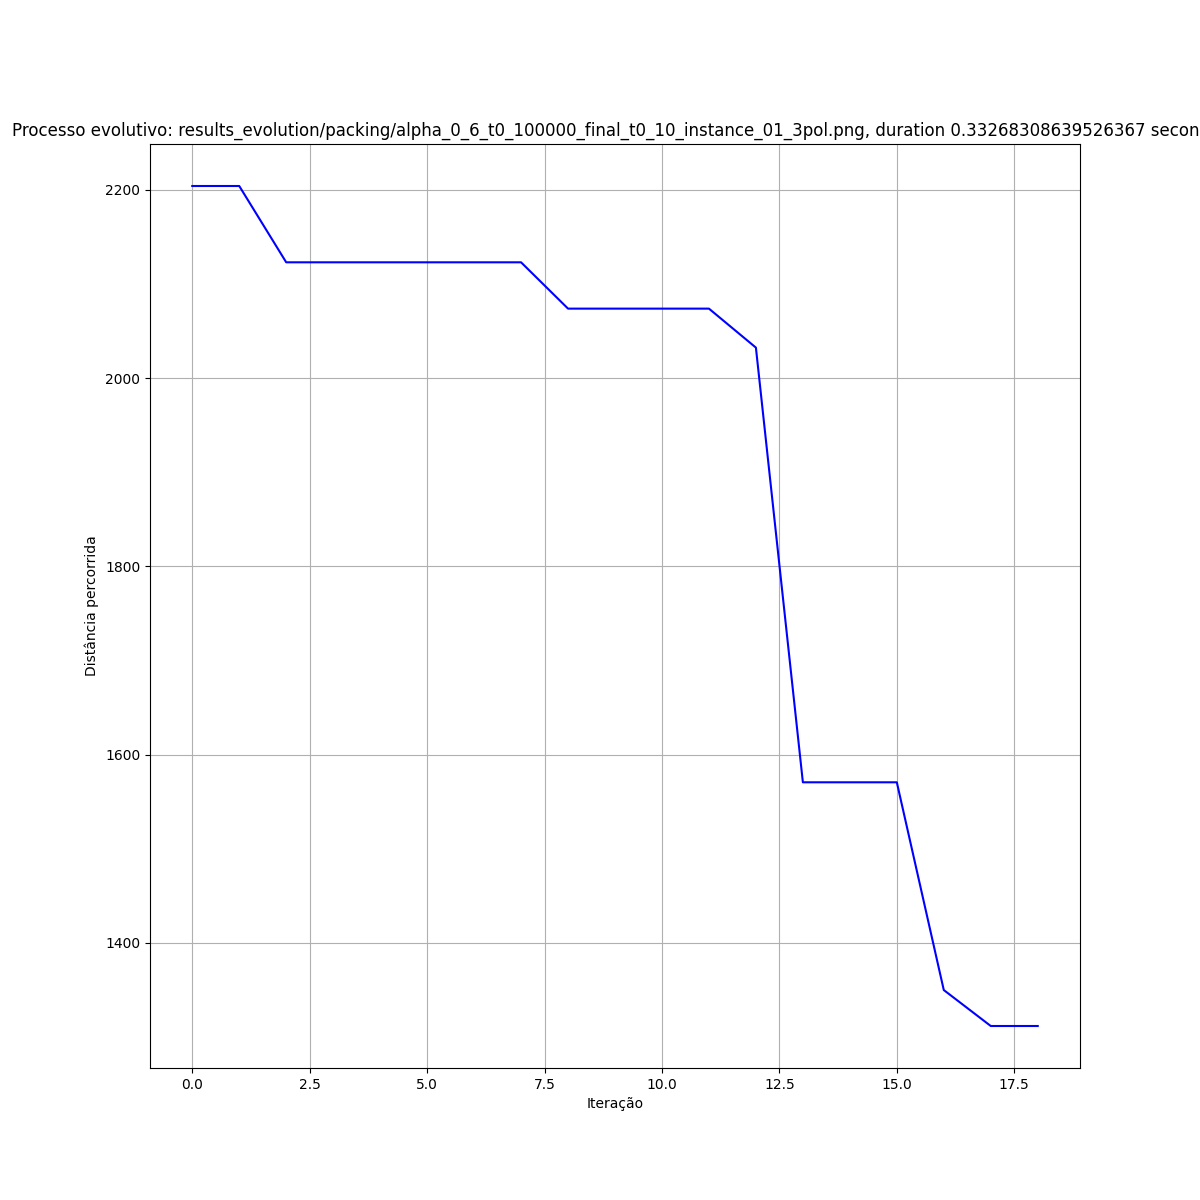 Processo evolutivo: results_evolution/packing/alpha_0_6_t0_100000_final_t0_10_instance_01_3pol.png, duration 0.33268308639526367 secon
2200
2000
1800
1600
1400
Distância percorrida
0.0 2.5 5.0 7.5 10.0 12.5 15.0 17.5
Iteração